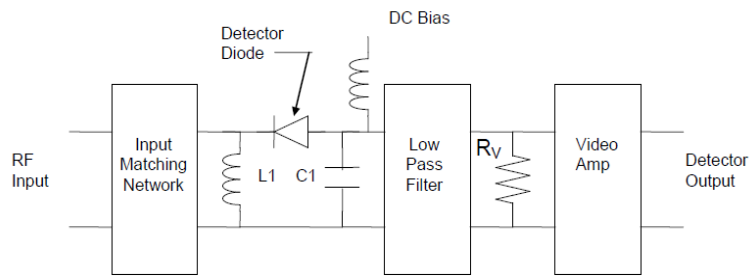 DC Bias
Detector
Diode
RF
Input
Input
Matching
Network
L1
C1
Low
Pass
Filter
RV
Video
Amp
Detector
Output